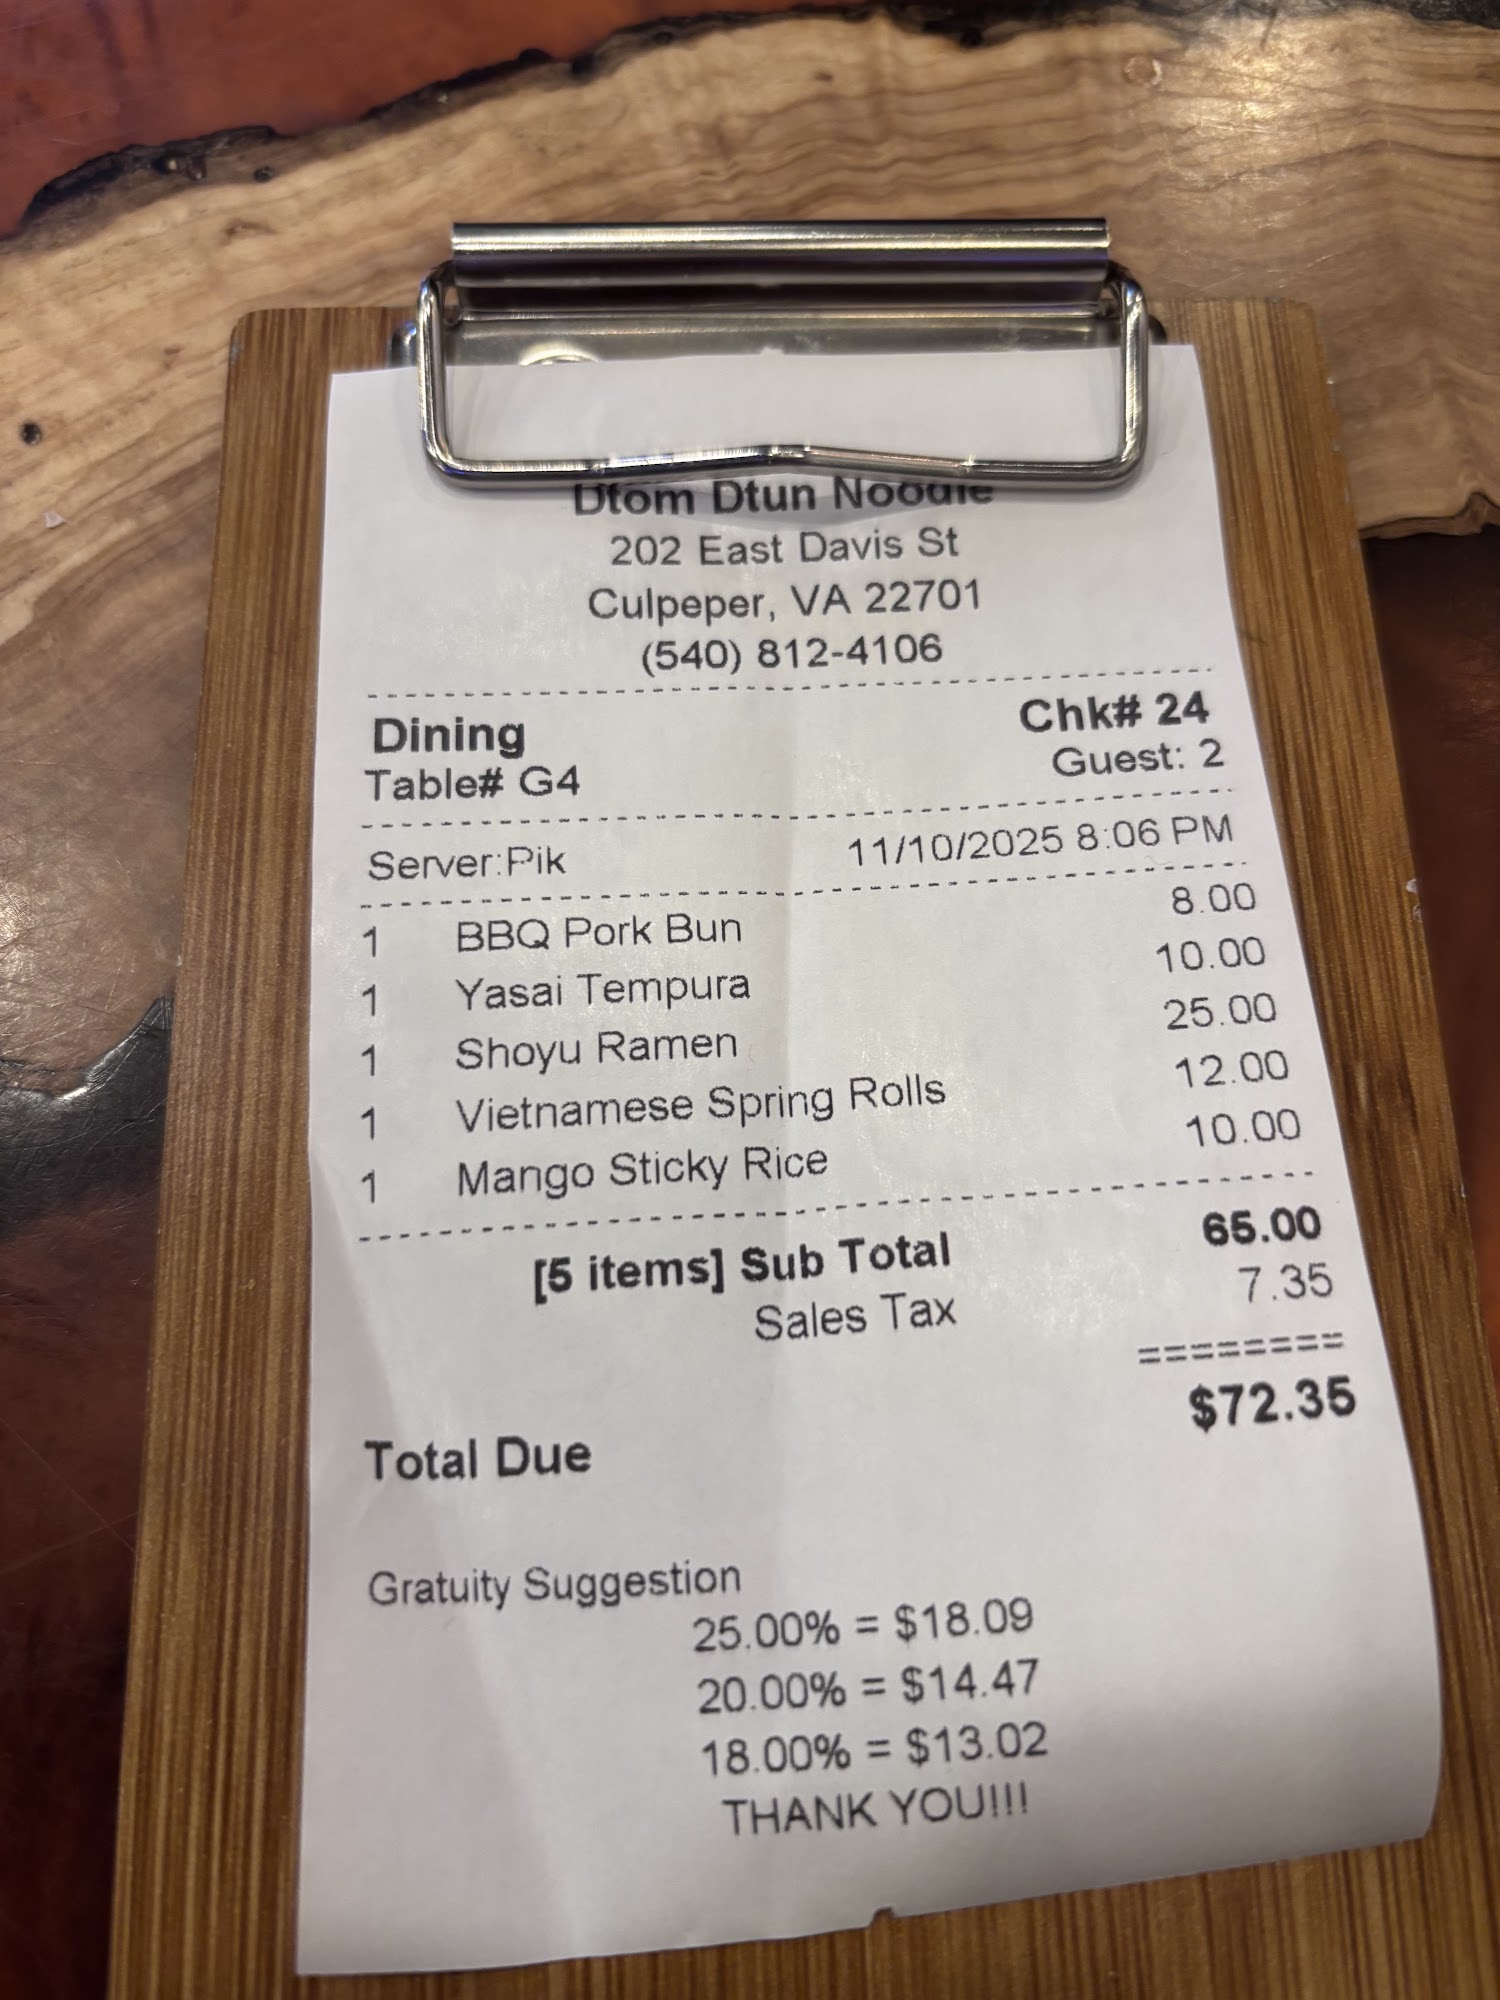 Dtom Dtun Noodle
202 East Davis St
Culpeper, VA 22701
(540) 812-4106
Dining Chk# 24
Table# G4 Guest: 2
Server:Pik 11/10/2025 8:06 PM
1 BBQ Pork Bun 8.00
1 Yasai Tempura 10.00
1 Shoyu Ramen 25.00
1 Vietnamese Spring Rolls 12.00
1 Mango Sticky Rice 10.00
[5 items] Sub Total 65.00
Sales Tax 7.35
========
Total Due $72.35
Gratuity Suggestion
25.00% = $18.09
20.00% = $14.47
18.00% = $13.02
THANK YOU!!!